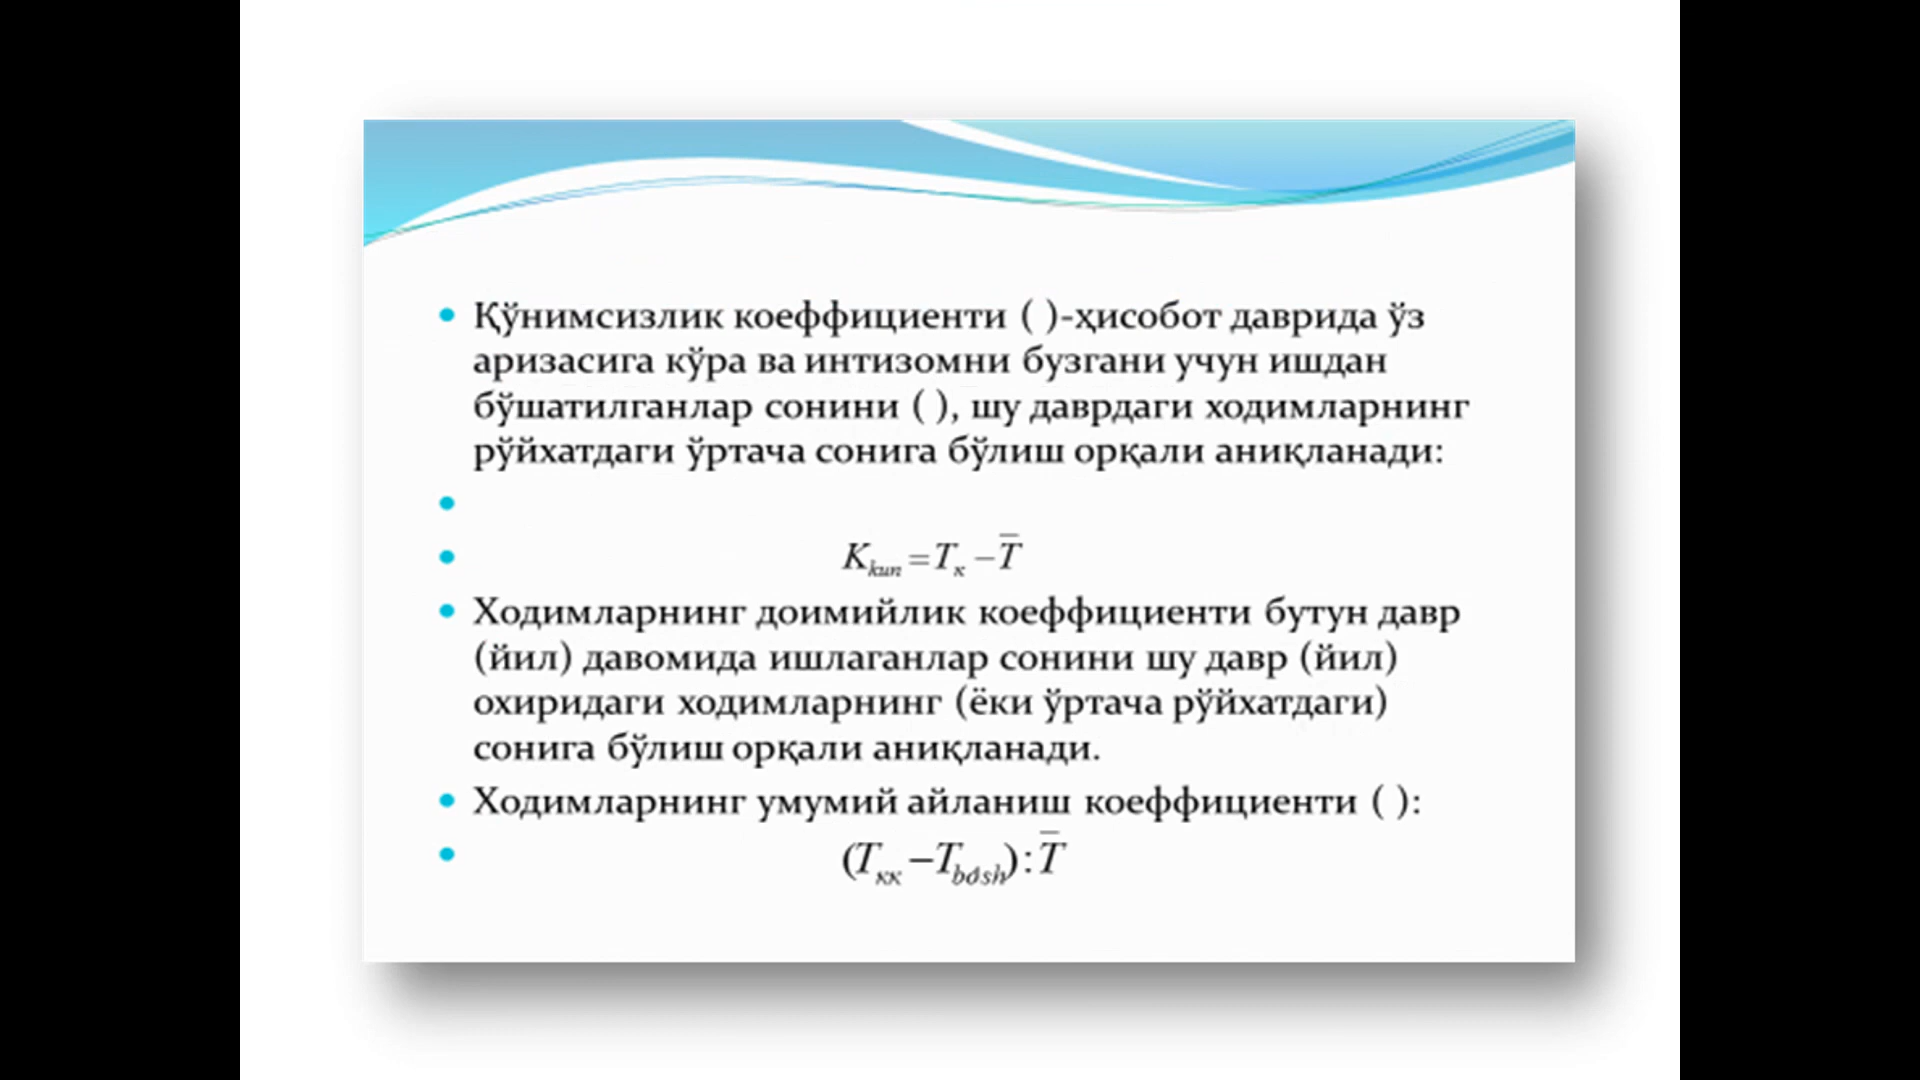 Қўнимсизлик коеффициенти ( )-ҳисобот даврида ўз
аризасига кўра ва интизомни бузгани учун ишдан
бўшатилганлар сонини ( ), шу даврдаги ходимларнинг
рўйхатдаги ўртача сонига бўлиш орқали аниқланади:
K_kun = T_к − T̅
Ходимларнинг доимийлик коеффициенти бутун давр
(йил) давомида ишлаганлар сонини шу давр (йил)
охиридаги ходимларнинг (ёки ўртача рўйхатдаги)
сонига бўлиш орқали аниқланади.
Ходимларнинг умумий айланиш коеффициенти ( ):
(T_кк − T_bdsh) : T̅